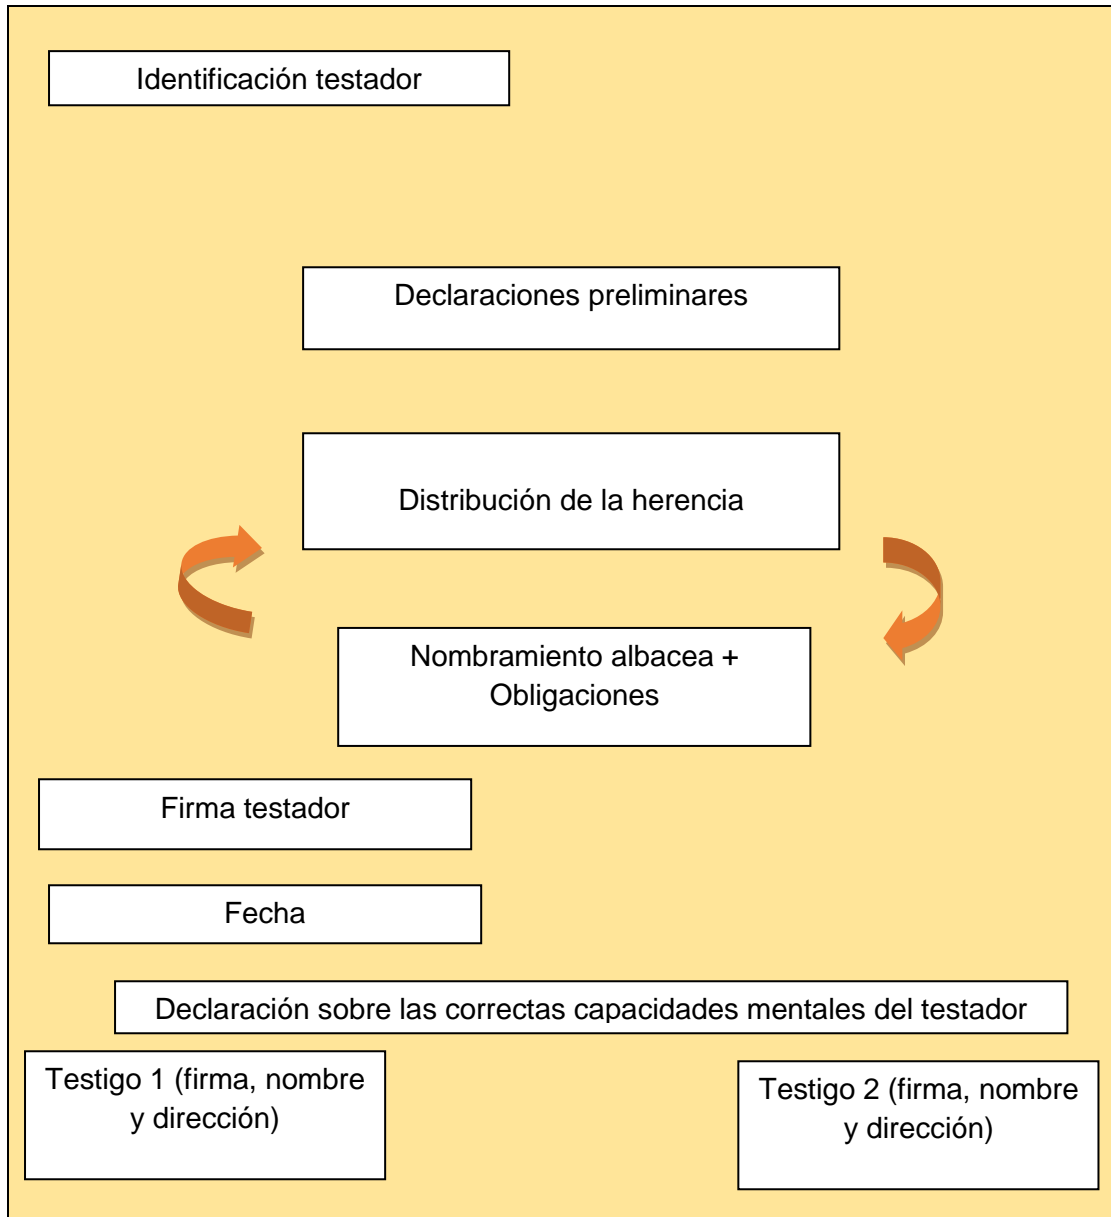 Identificación testador
Declaraciones preliminares
Distribución de la herencia
Nombramiento albacea +
Obligaciones
Firma testador
Fecha
Declaración sobre las correctas capacidades mentales del testador
Testigo 1 (firma, nombre
y dirección)
Testigo 2 (firma, nombre
y dirección)